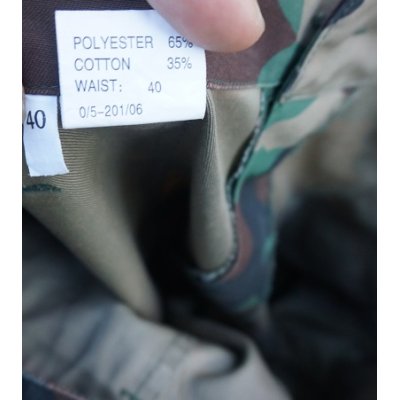 POLYESTER 65%
COTTON 35%
WAIST: 40
0/5-201/06
40